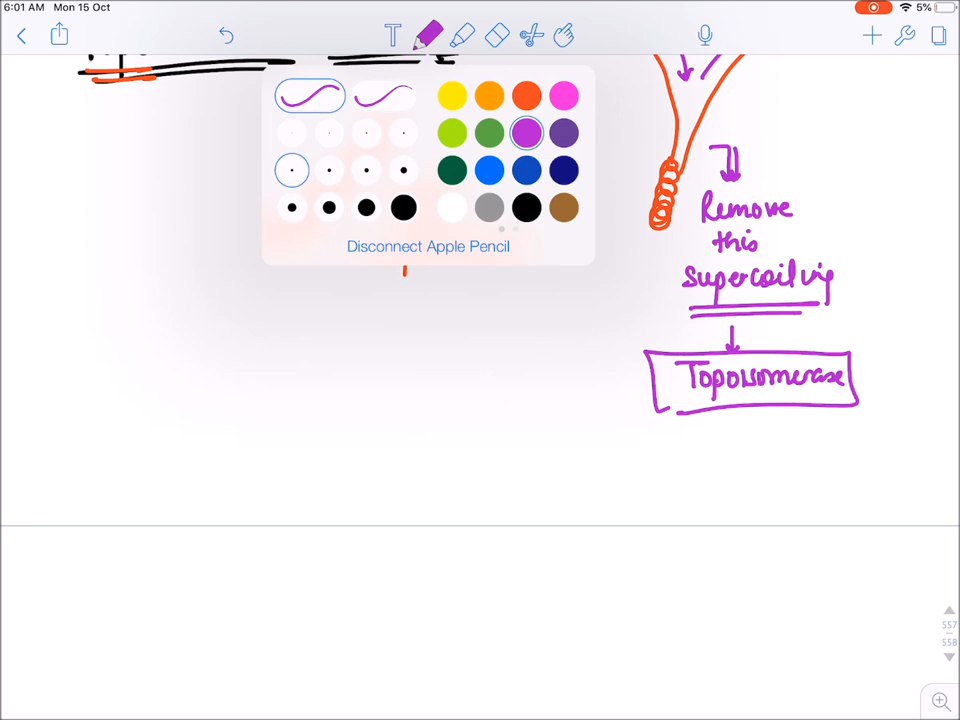 6:01 AM Mon 15 Oct
5%
T
Disconnect Apple Pencil
Remove
this
Supercoiling
Topoisomerase
557
558